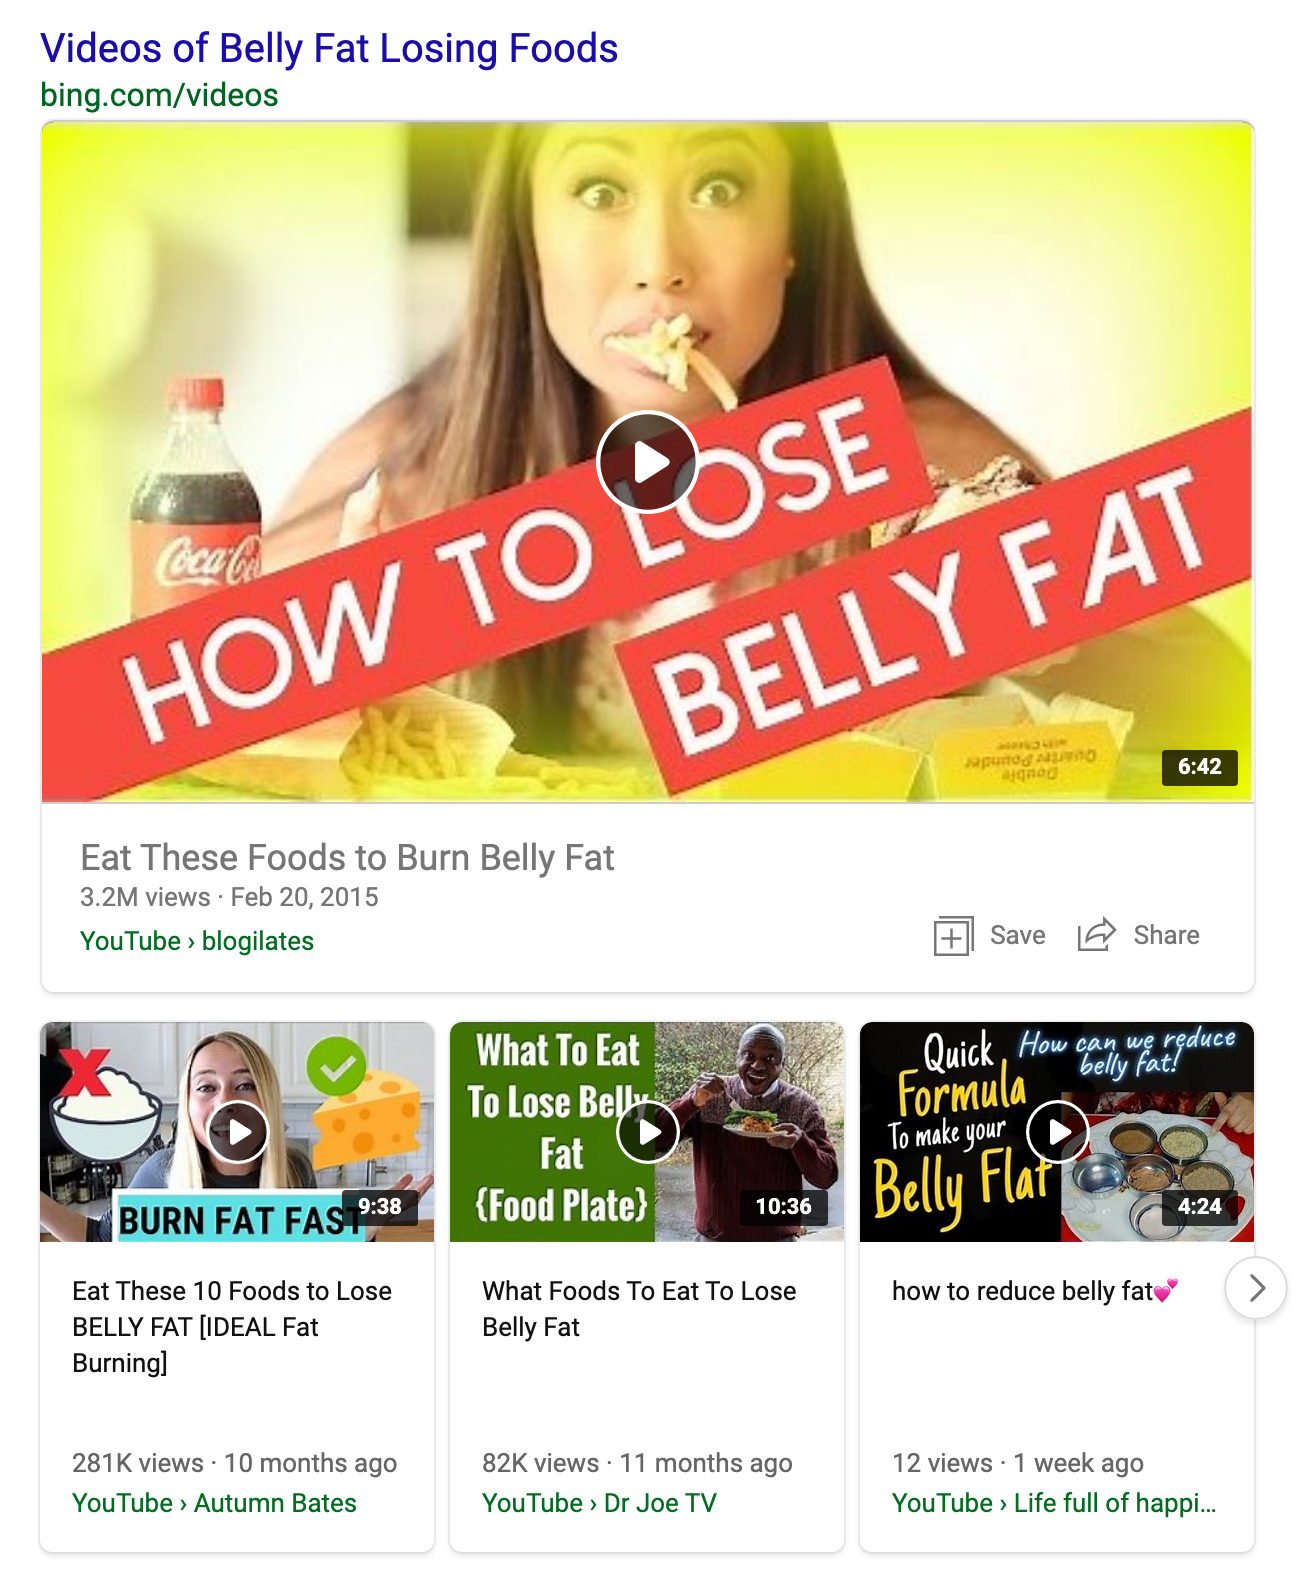 Videos of Belly Fat Losing Foods
bing.com/videos
Coca-Co
HOW TO LOSE
BELLY FAT
Double
Quarter Pounder
with Cheese
6:42
Eat These Foods to Burn Belly Fat
3.2M views · Feb 20, 2015
YouTube › blogilates
Save
Share
X
BURN FAT FAST
9:38
Eat These 10 Foods to Lose
BELLY FAT [IDEAL Fat
Burning]
281K views · 10 months ago
YouTube › Autumn Bates
What To Eat
To Lose Belly
Fat
{Food Plate}
10:36
What Foods To Eat To Lose
Belly Fat
82K views · 11 months ago
YouTube › Dr Joe TV
Quick
Formula
To make your
Belly Flat
How can we reduce
belly fat!
4:24
how to reduce belly fat💕
12 views · 1 week ago
YouTube › Life full of happi...